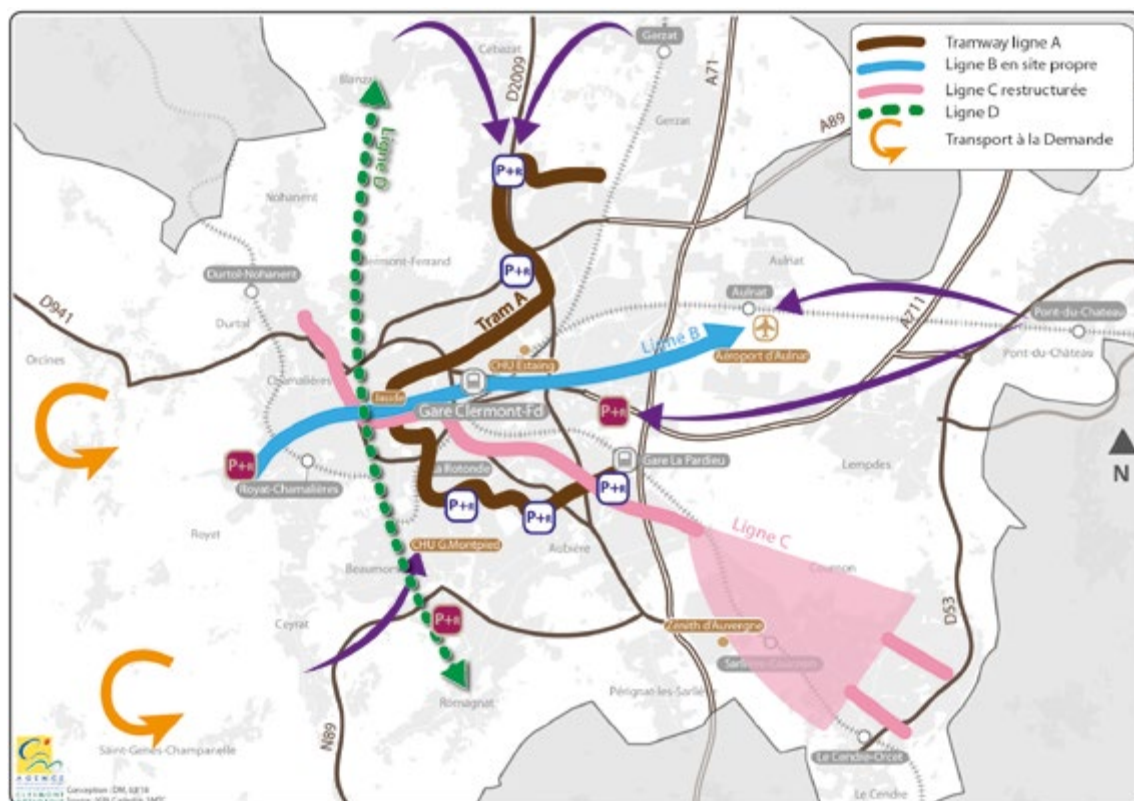 Tramway ligne A
Ligne B en site propre
Ligne C restructurée
Ligne D
Transport à la Demande
Cébazat
Gerzat
D2009
A71
Blanzat
Gerzat
A89
P+R
Ligne D
Nohanent
Durtol-Nohanent
Clermont-Ferrand
P+R
Aulnat
Aulnat
A711
Pont-du-Chateau
D941
Durtol
Tram A
Ligne B
Pont-du-Château
Orcines
CHU Estaing
Aéroport d'Aulnat
Chamalières
Jaude
Gare Clermont-Fd
P+R
P+R
Royat-Chamalières
La Rotonde
Gare La Pardieu
Lempdes
N
P+R
P+R
P+R
Royat
CHU G.Montpied
Aubière
Ligne C
Beaumont
Cournon
D53
Ceyrat
P+R
Zénith d'Auvergne
Sarliève-Cournon
Romagnat
Pérignat-les-Sarliève
N89
Saint-Genès-Champanelle
Le Cendre-Orcet
Le Cendre
AGENCE